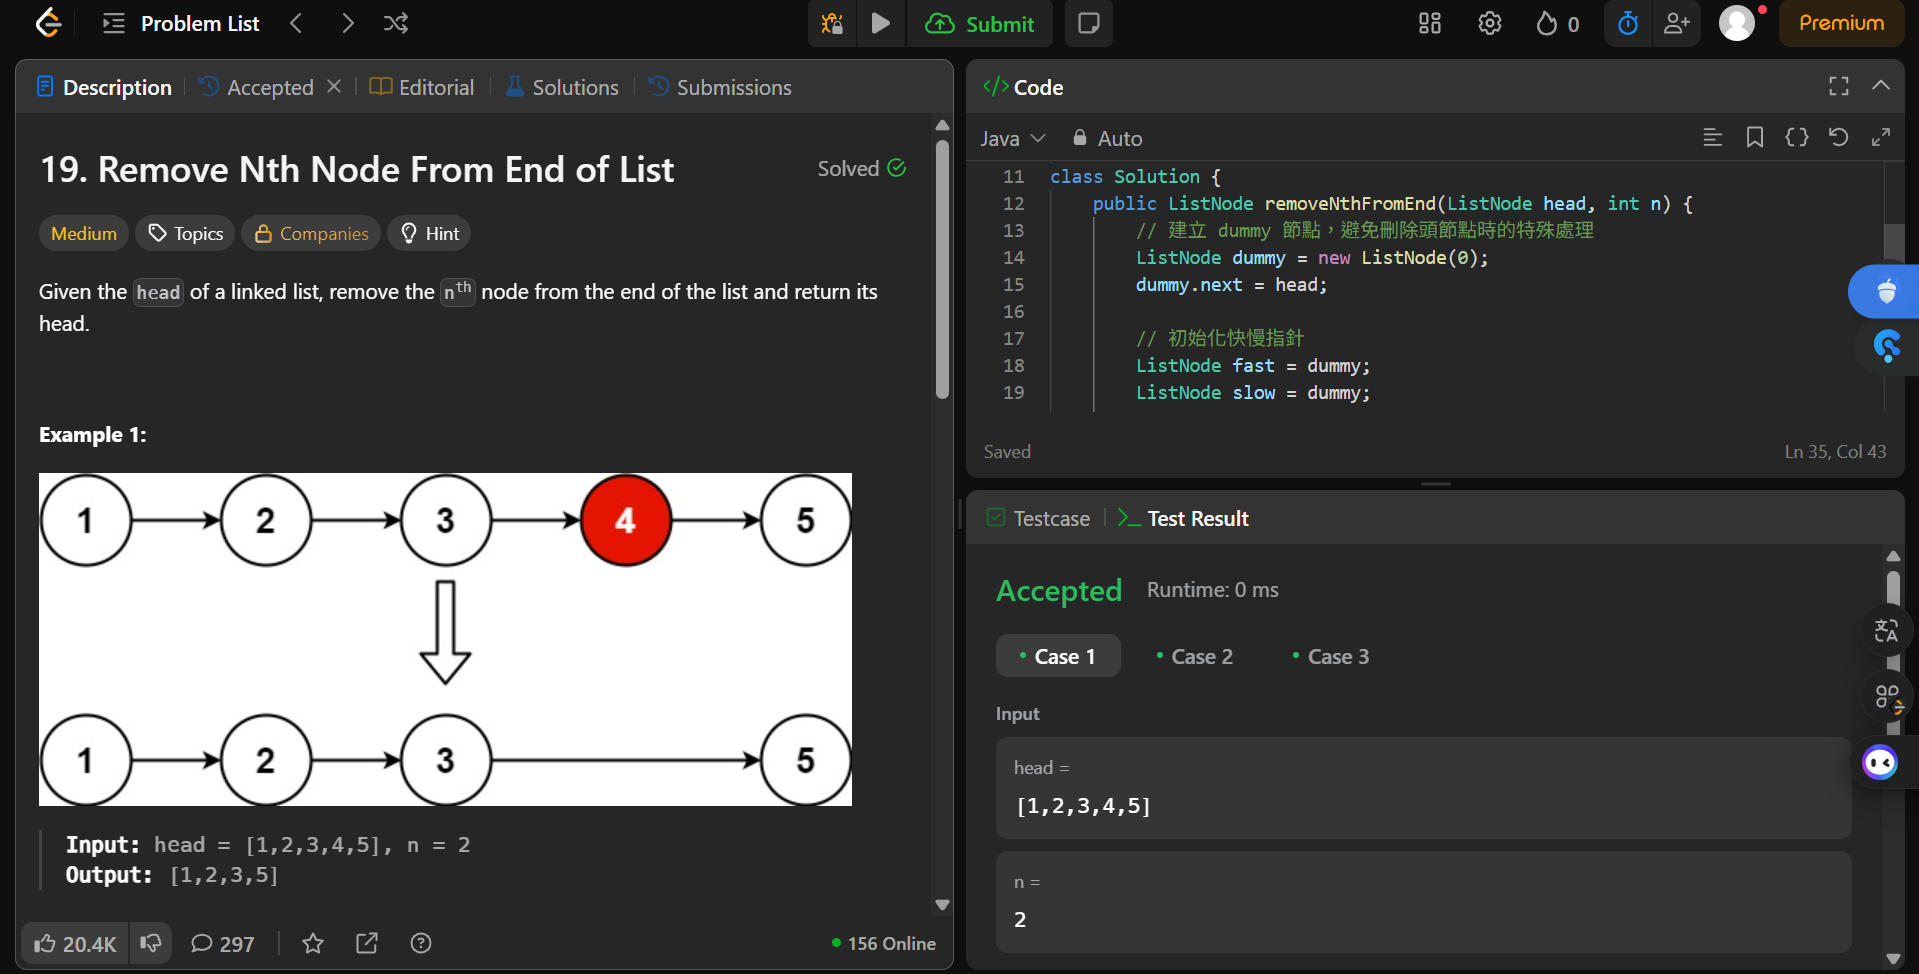 Problem List
Submit
0
Premium
Description
Accepted
Editorial
Solutions
Submissions
19. Remove Nth Node From End of List
Solved
Medium
Topics
Companies
Hint
Given the head of a linked list, remove the nth node from the end of the list and return its
head.
Example 1:
1 2 3 4 5
1 2 3 5
Input: head = [1,2,3,4,5], n = 2
Output: [1,2,3,5]
20.4K
297
156 Online
Code
Java
Auto
11 class Solution {
12 public ListNode removeNthFromEnd(ListNode head, int n) {
13 // 建立 dummy 節點，避免刪除頭節點時的特殊處理
14 ListNode dummy = new ListNode(0);
15 dummy.next = head;
16
17 // 初始化快慢指針
18 ListNode fast = dummy;
19 ListNode slow = dummy;
Saved
Ln 35, Col 43
Testcase
Test Result
Accepted
Runtime: 0 ms
Case 1
Case 2
Case 3
Input
head =
[1,2,3,4,5]
n =
2